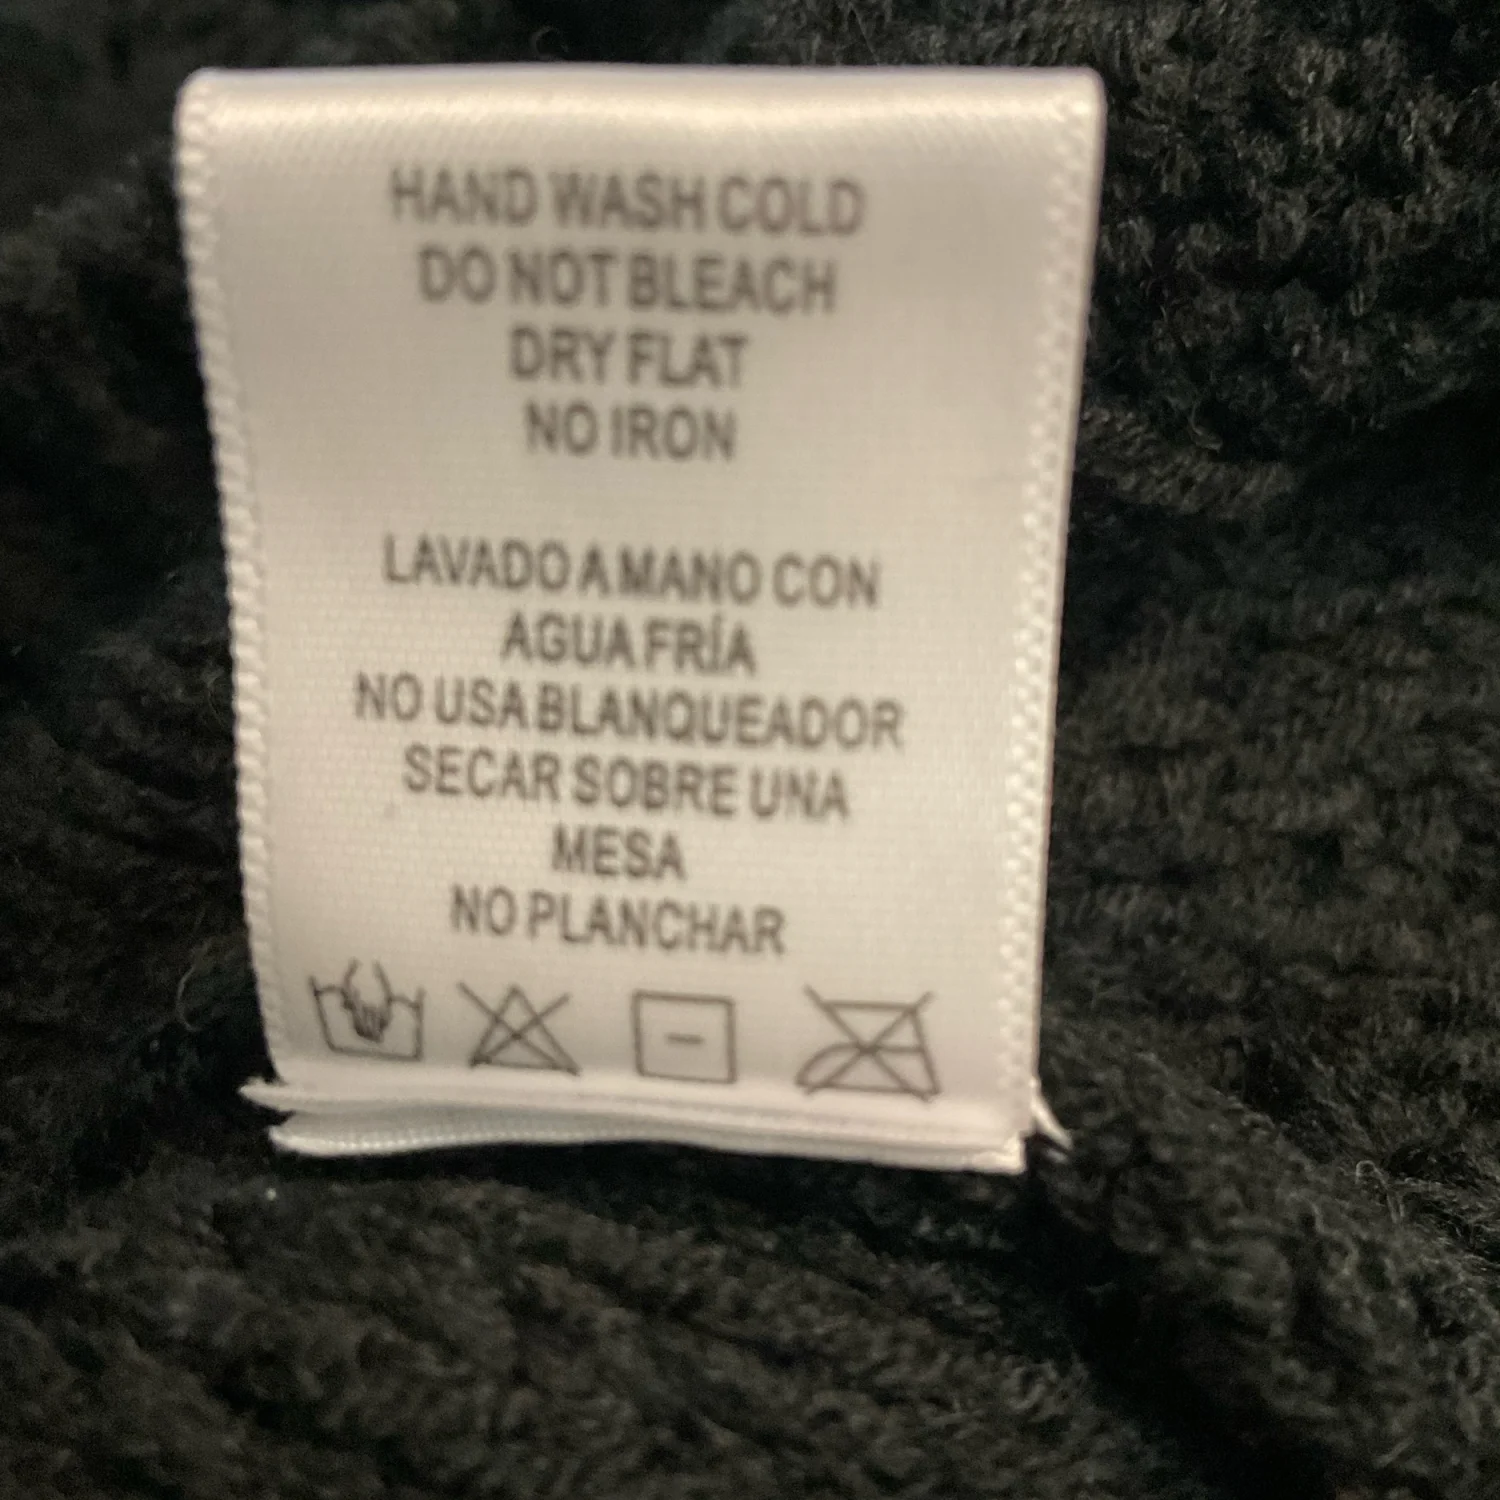 HAND WASH COLD
DO NOT BLEACH
DRY FLAT
NO IRON
LAVADO A MANO CON
AGUA FRÍA
NO USA BLANQUEADOR
SECAR SOBRE UNA
MESA
NO PLANCHAR